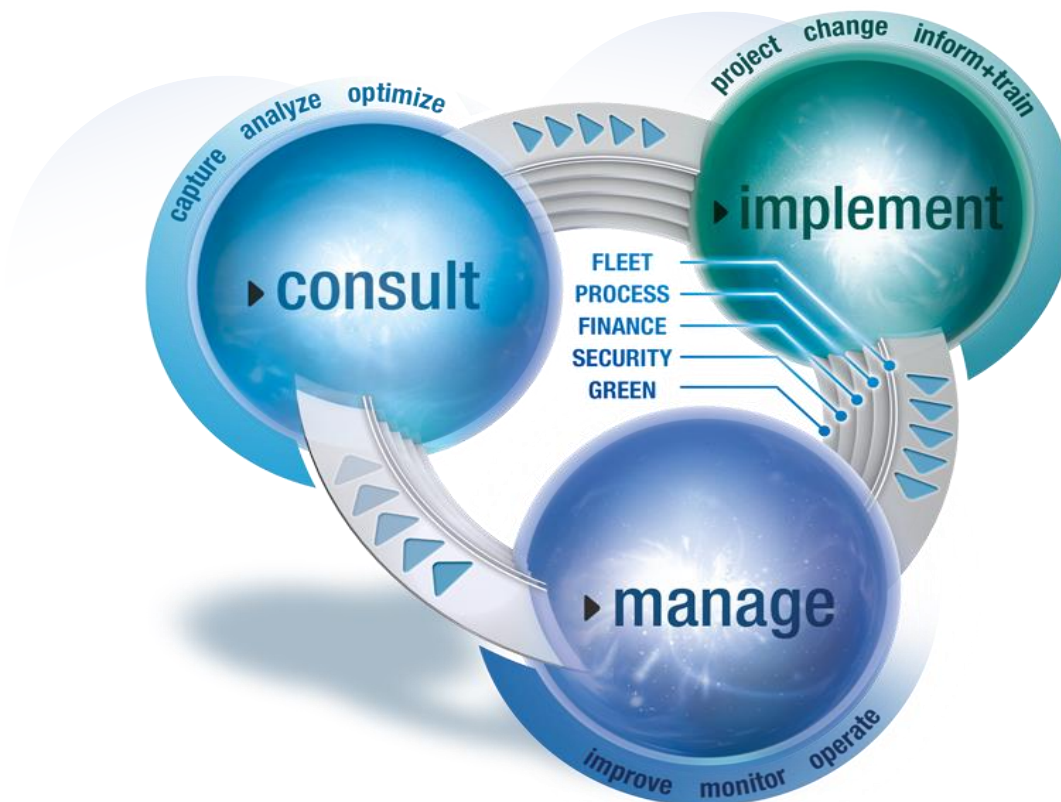 capture analyze optimize
consult
project change inform+train
implement
FLEET
PROCESS
FINANCE
SECURITY
GREEN
manage
improve monitor operate